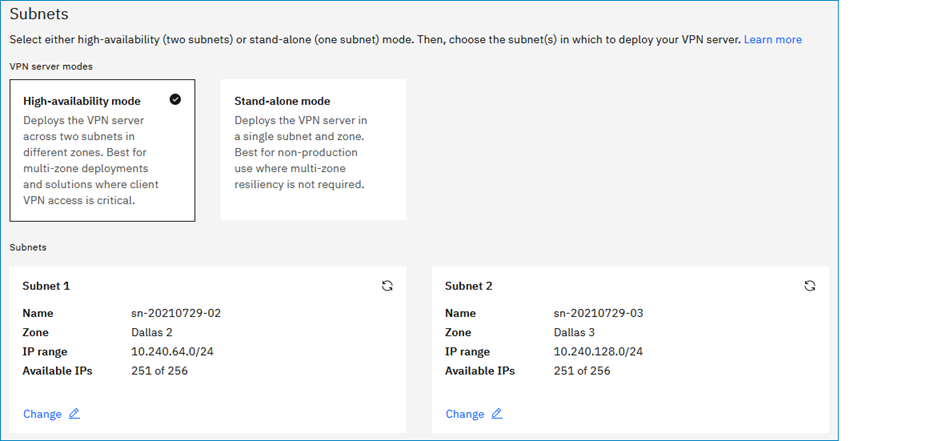 Subnets
Select either high-availability (two subnets) or stand-alone (one subnet) mode. Then, choose the subnet(s) in which to deploy your VPN server. Learn more
VPN server modes
High-availability mode
Deploys the VPN server
across two subnets in
different zones. Best for
multi-zone deployments
and solutions where client
VPN access is critical.
Stand-alone mode
Deploys the VPN server in
a single subnet and zone.
Best for non-production
use where multi-zone
resiliency is not required.
Subnets
Subnet 1
Name sn-20210729-02
Zone Dallas 2
IP range 10.240.64.0/24
Available IPs 251 of 256
Change
Subnet 2
Name sn-20210729-03
Zone Dallas 3
IP range 10.240.128.0/24
Available IPs 251 of 256
Change